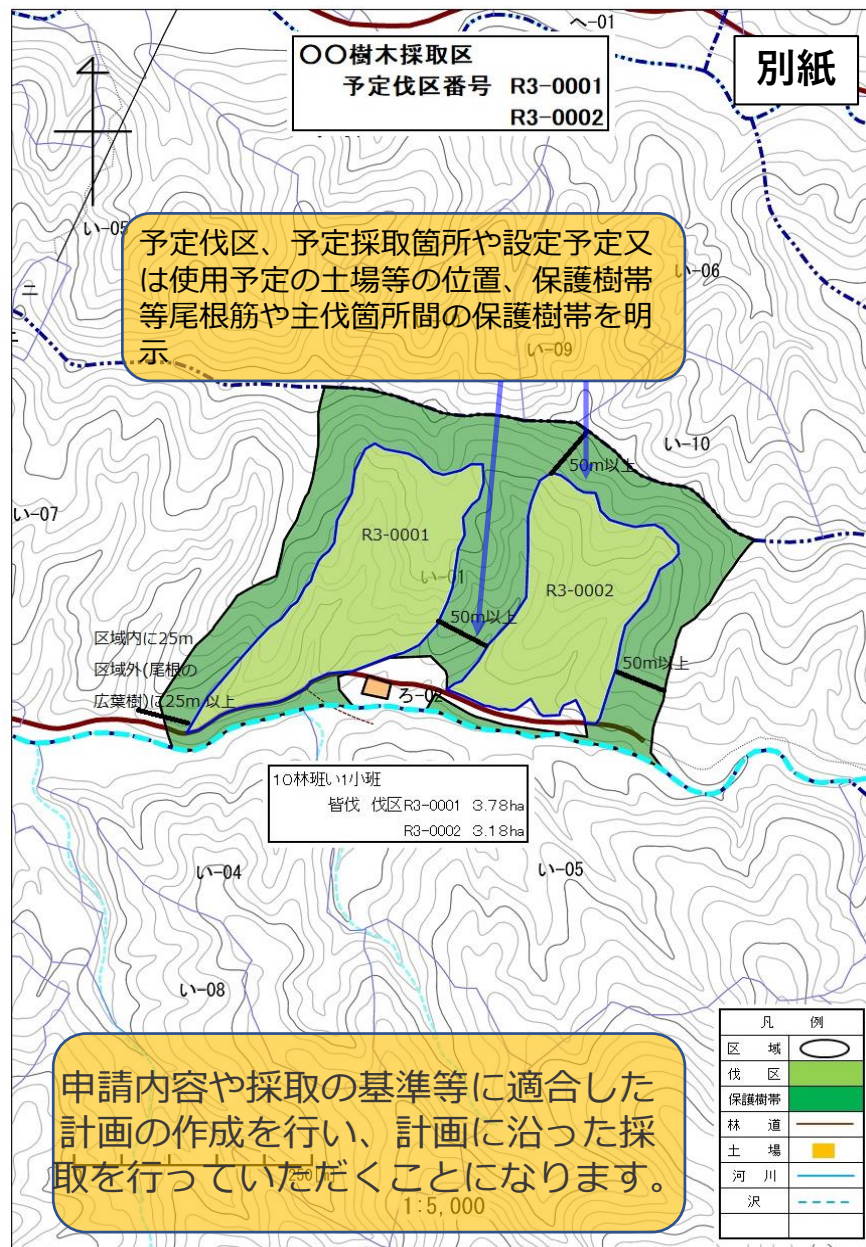 へ-01
〇〇樹木採取区
予定伐区番号 R3-0001
R3-0002
別紙
い-05
予定伐区、予定採取箇所や設定予定又
は使用予定の土場等の位置、保護樹帯
等尾根筋や主伐箇所間の保護樹帯を明
示
い-06
ニ
い-09
い-10
50m以上
い-07
R3-0001
い-01
R3-0002
50m以上
区域内に25m
区域外(尾根の
広葉樹)に25m 以上
50m以上
ろ-02
10林班い1小班
皆伐 伐区R3-0001 3.78ha
R3-0002 3.18ha
い-04
い-05
い-08
申請内容や採取の基準等に適合した
計画の作成を行い、計画に沿った採
取を行っていただくことになります。
250m
1:5,000
凡 例
区 域
伐 区
保護樹帯
林 道
土 場
河 川
沢